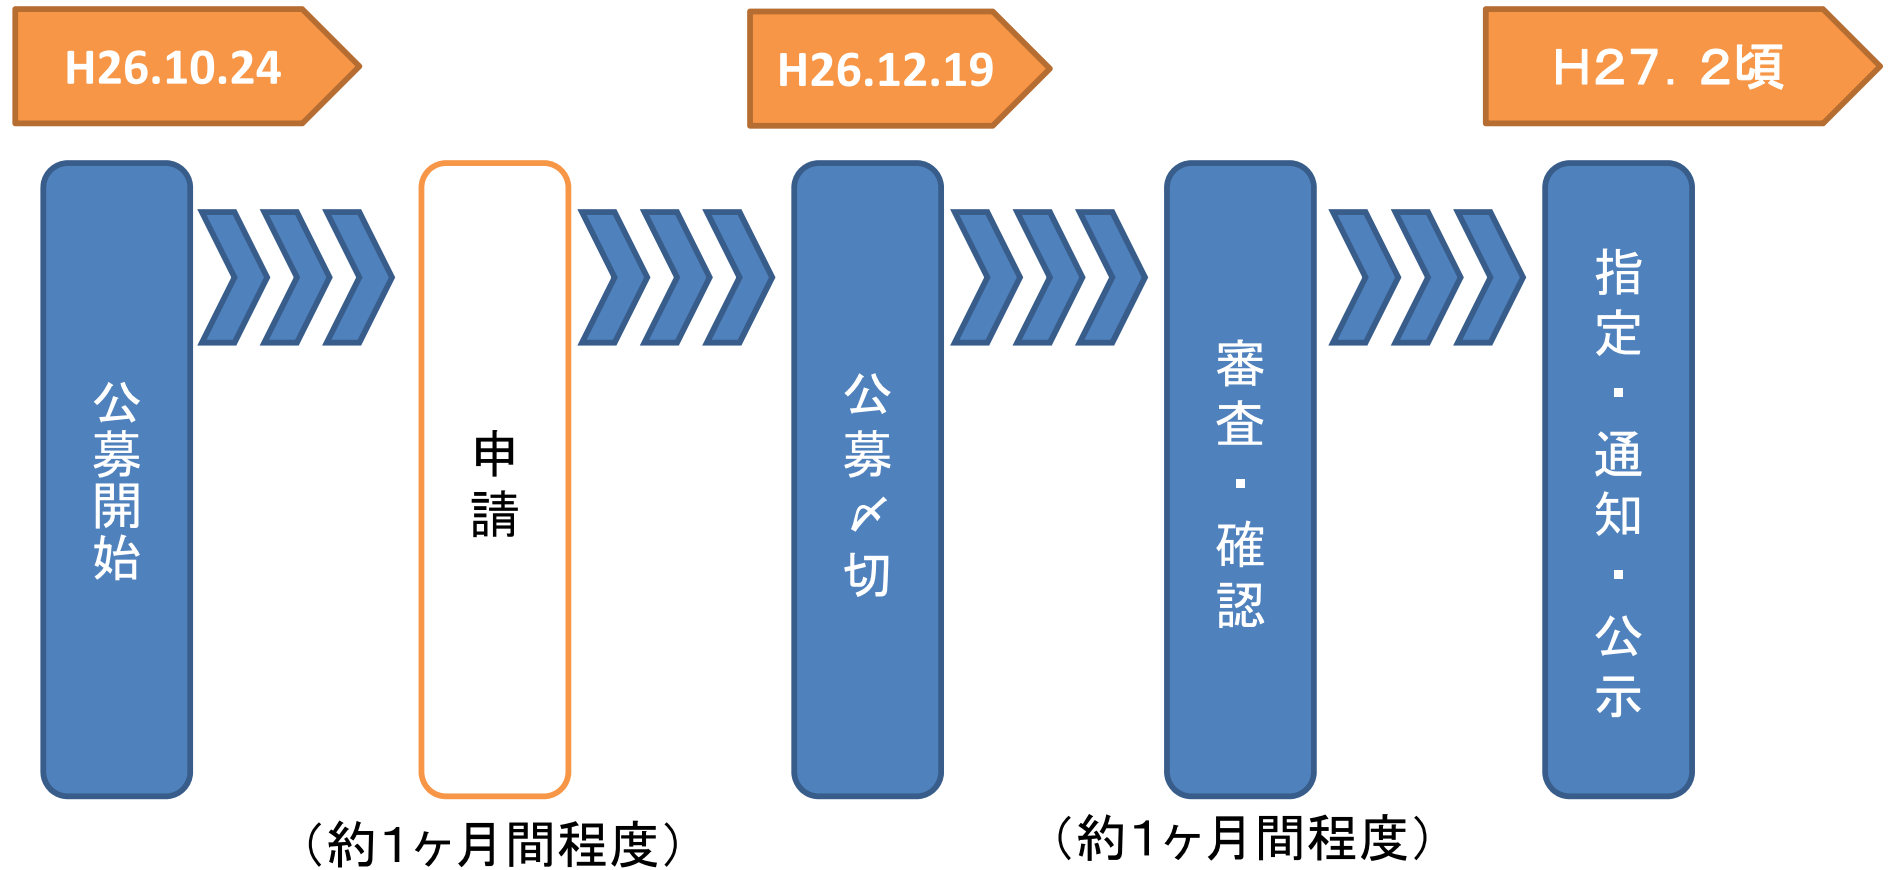 H26.10.24
H26.12.19
H27．2頃
公募開始
申請
公募〆切
審査・確認
指定・通知・公示
（約1ヶ月間程度）
（約1ヶ月間程度）